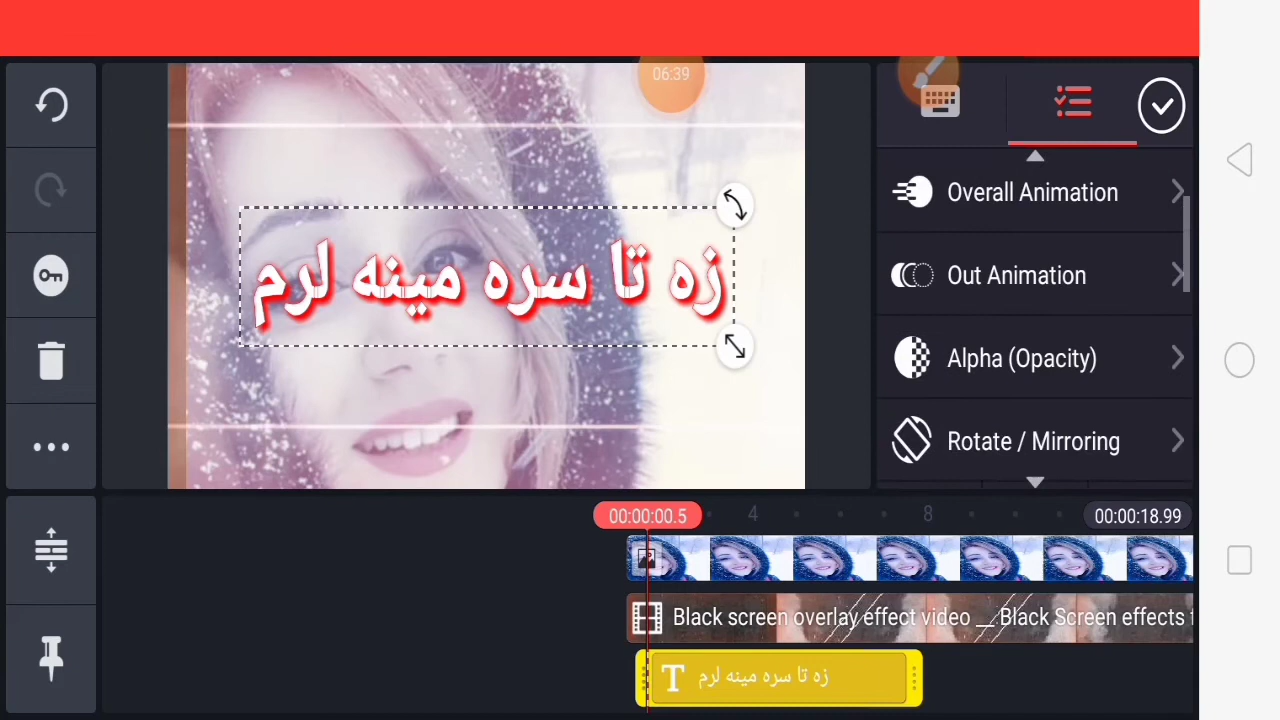 06:39
Overall Animation
زه تا سره مينه لرم
Out Animation
Alpha (Opacity)
Rotate / Mirroring
00:00:00.5
4
8
00:00:18.99
Black screen overlay effect video __ Black Screen effects
زه تا سره مينه لرم